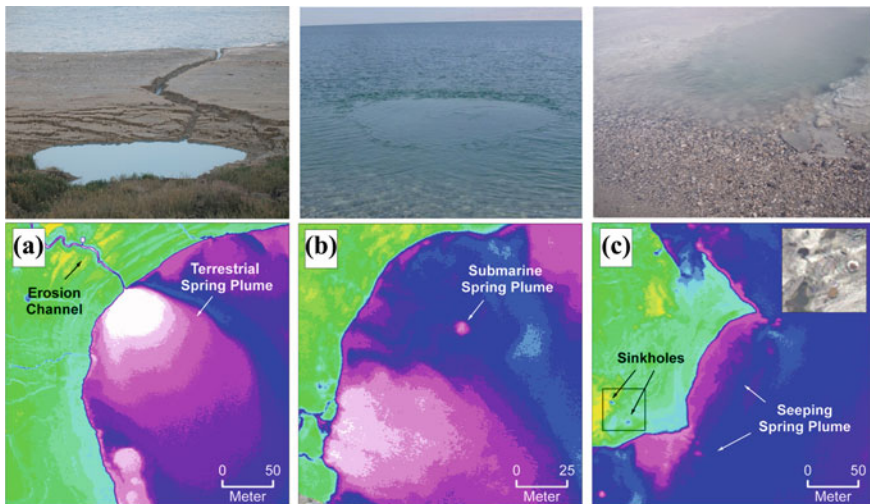 (a)
Terrestrial
Spring Plume
Erosion
Channel
0 50
Meter
(b)
Submarine
Spring Plume
0 25
Meter
(c)
Sinkholes
Seeping
Spring Plume
0 50
Meter